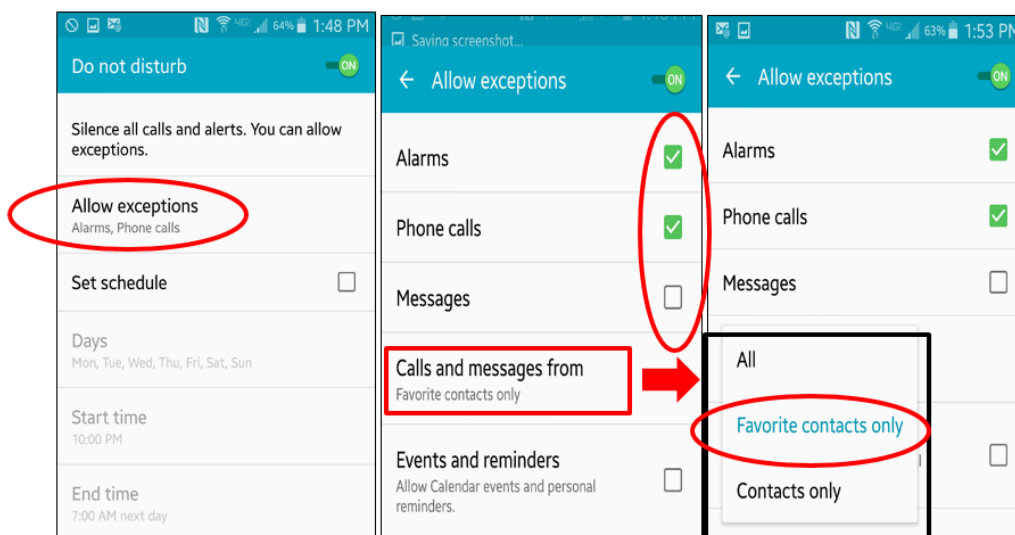 64% 1:48 PM
Do not disturb
ON
Silence all calls and alerts. You can allow
exceptions.
Allow exceptions
Alarms, Phone calls
Set schedule
Days
Mon, Tue, Wed, Thu, Fri, Sat, Sun
Start time
10:00 PM
End time
7:00 AM next day
Saving screenshot...
Allow exceptions
ON
Alarms
Phone calls
Messages
Calls and messages from
Favorite contacts only
Events and reminders
Allow Calendar events and personal
reminders.
4G 63% 1:53 PM
Allow exceptions
ON
Alarms
Phone calls
Messages
All
Favorite contacts only
Contacts only